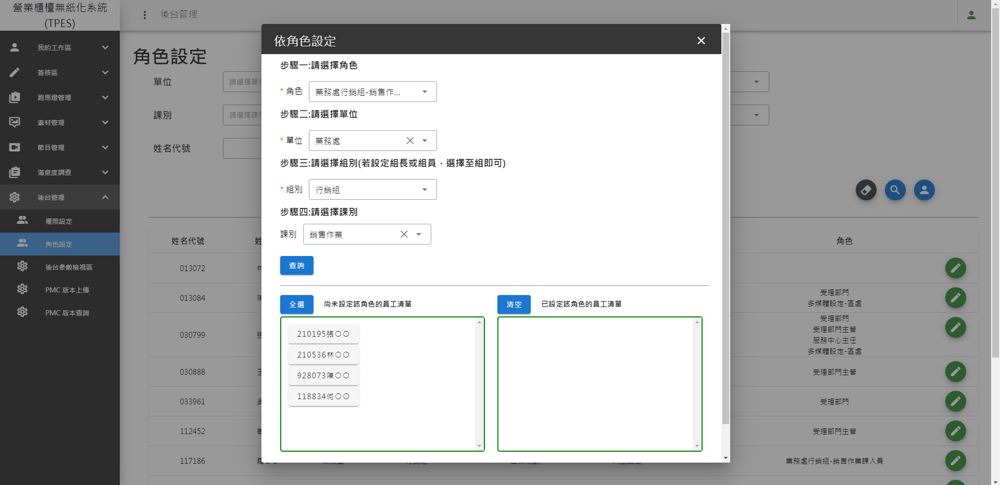 營業櫃檯無紙化系統
(TPES)
我的工作區
簽核區
跑馬燈管理
素材管理
節目管理
滿意度調查
後台管理
權限設定
角色設定
後台參數檢視區
PMC 版本上傳
PMC 版本查詢
後台管理
角色設定
單位
請選擇單位
課別
請選擇課別
姓名代號
依角色設定
步驟一:請選擇角色
* 角色 業務處行銷組-銷售作...
步驟二:請選擇單位
* 單位 業務處
步驟三:請選擇組別(若設定組長或組員，選擇至組即可)
* 組別 行銷組
步驟四:請選擇課別
課別 銷售作業
查詢
全選 尚未設定該角色的員工清單
210195張〇〇
210536林〇〇
928073陳〇〇
118834何〇〇
清空 已設定該角色的員工清單
姓名代號 姓 角色
013072
013084 受理部門
多媒體設定-區處
030799 受理部門
受理部門主管
服務中心主任
多媒體設定-區處
030888 受理部門主管
033961 受理部門
112452 受理部門主管
117186 業務處行銷組-銷售作業課人員